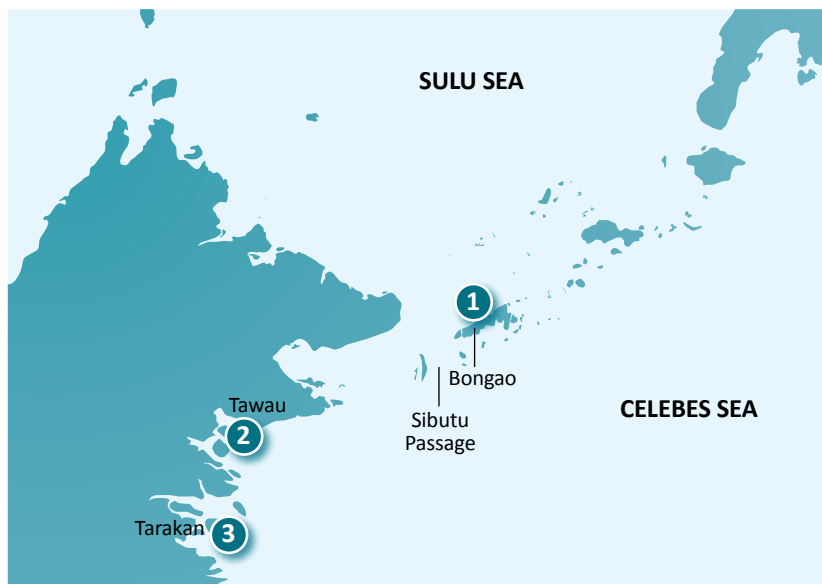 SULU SEA
1
Bongao
Sibutu
Passage
CELEBES SEA
Tawau
2
Tarakan
3